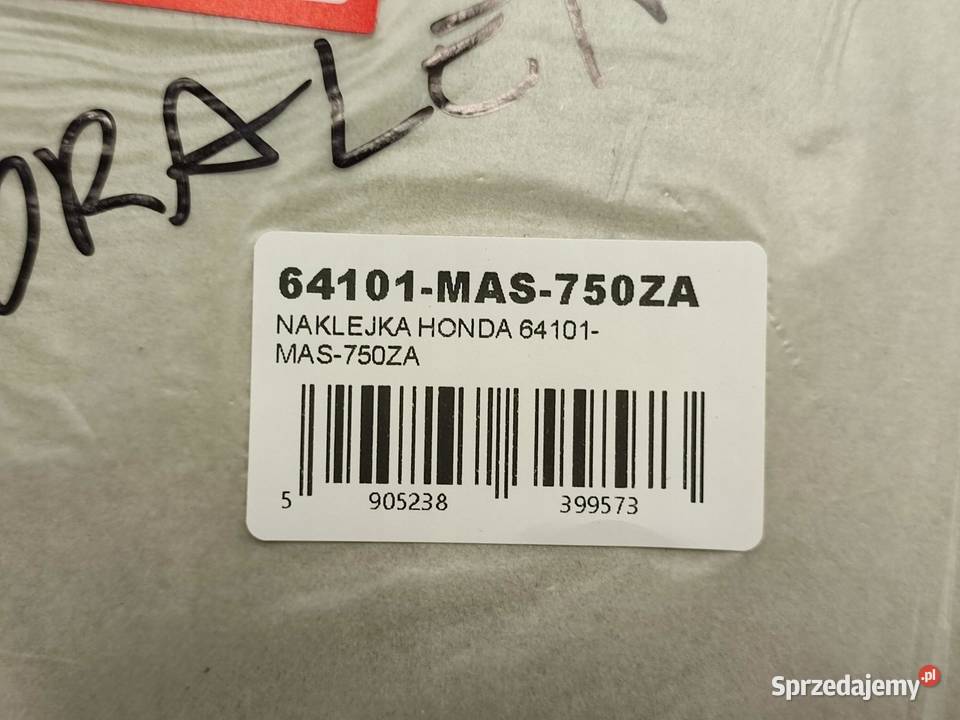 64101-MAS-750ZA
NAKLEJKA HONDA 64101-
MAS-750ZA
5 905238 399573
Sprzedajemy.pl